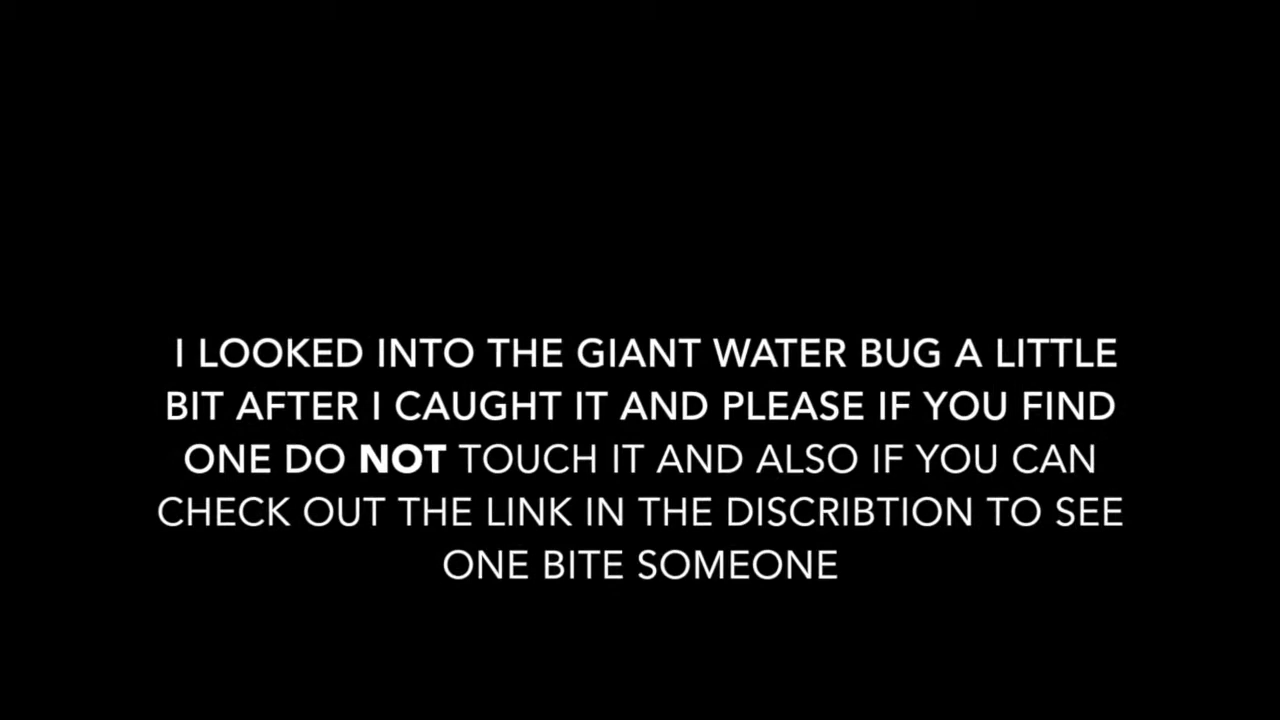 I LOOKED INTO THE GIANT WATER BUG A LITTLE
BIT AFTER I CAUGHT IT AND PLEASE IF YOU FIND
ONE DO NOT TOUCH IT AND ALSO IF YOU CAN
CHECK OUT THE LINK IN THE DISCRIBTION TO SEE
ONE BITE SOMEONE